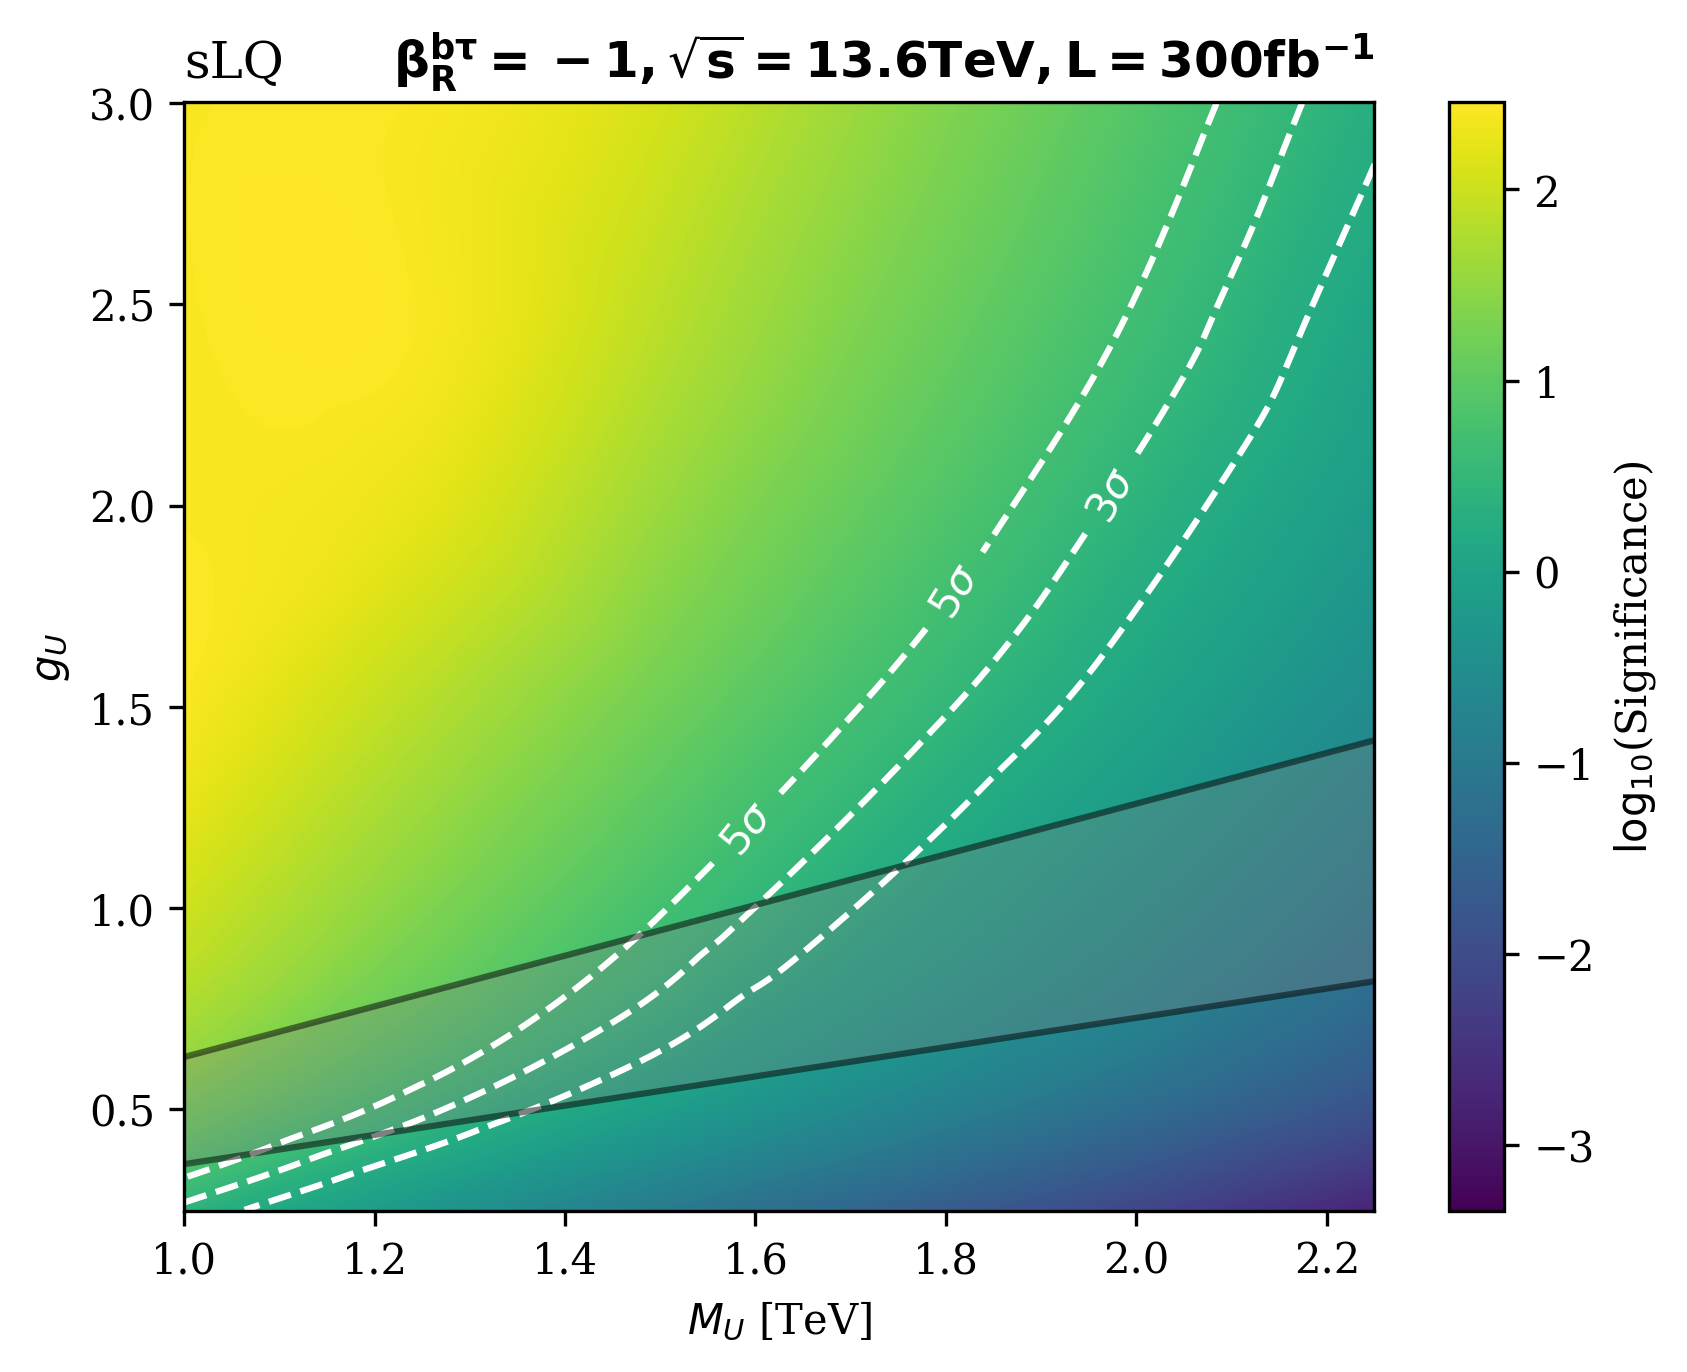 sLQ
β_R^{bτ} = −1, √s = 13.6TeV, L = 300fb⁻¹
3.0
2.5
2.0
1.5
1.0
0.5
g_U
5σ
3σ
5σ
1.0 1.2 1.4 1.6 1.8 2.0 2.2
M_U [TeV]
2
1
0
−1
−2
−3
log₁₀(Significance)